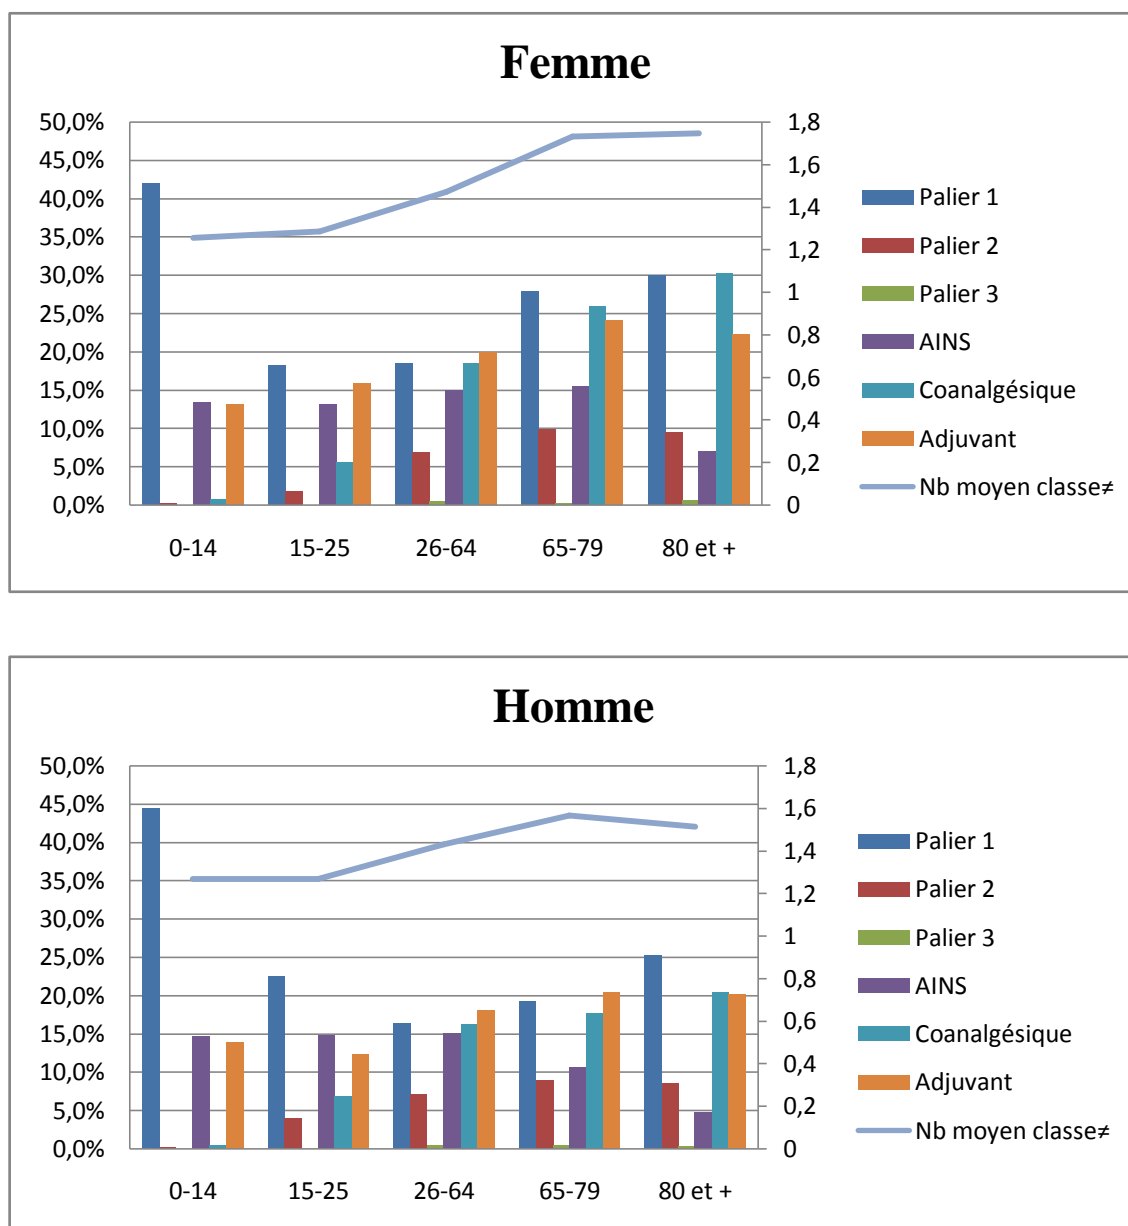 Femme
50,0%
45,0%
40,0%
35,0%
30,0%
25,0%
20,0%
15,0%
10,0%
5,0%
0,0%
1,8
1,6
1,4
1,2
1
0,8
0,6
0,4
0,2
0
0-14
15-25
26-64
65-79
80 et +
Palier 1
Palier 2
Palier 3
AINS
Coanalgésique
Adjuvant
Nb moyen classe≠
Homme
50,0%
45,0%
40,0%
35,0%
30,0%
25,0%
20,0%
15,0%
10,0%
5,0%
0,0%
1,8
1,6
1,4
1,2
1
0,8
0,6
0,4
0,2
0
0-14
15-25
26-64
65-79
80 et +
Palier 1
Palier 2
Palier 3
AINS
Coanalgésique
Adjuvant
Nb moyen classe≠